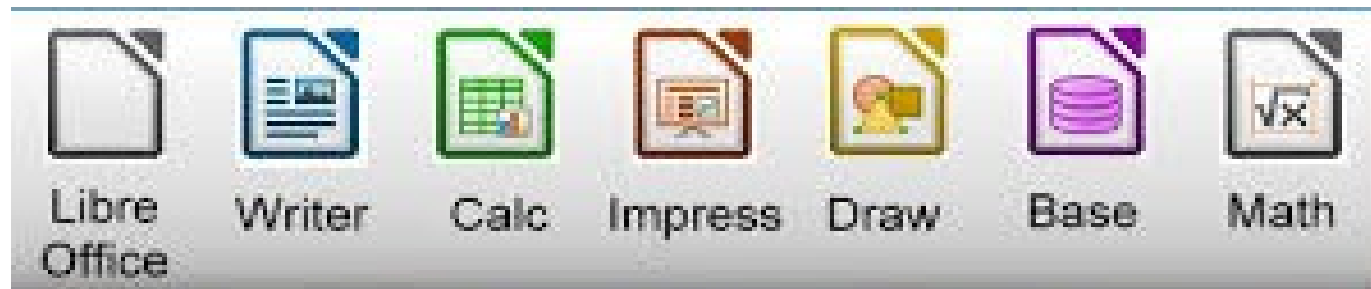 Libre
Office
Writer
Calc
Impress
Draw
Base
√x
Math